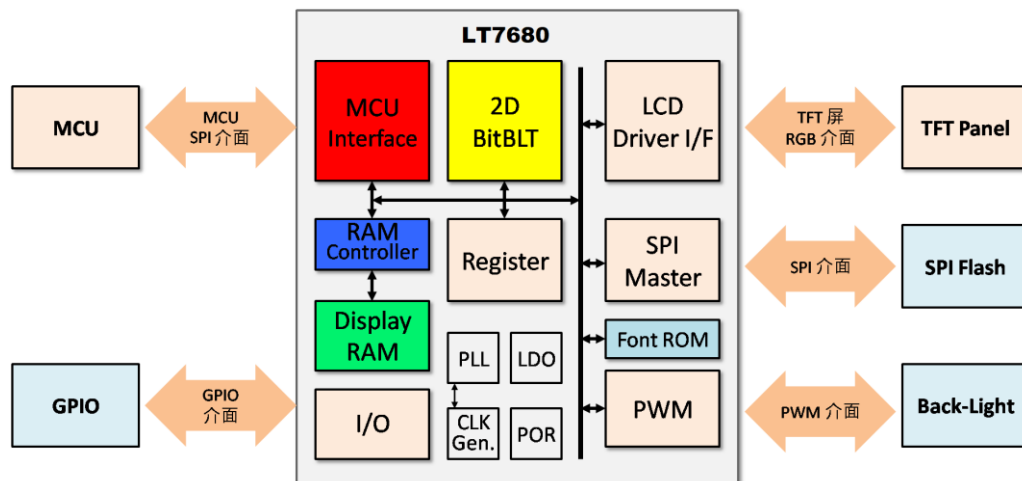 LT7680
MCU
MCU
SPI 介面
MCU
Interface
2D
BitBLT
LCD
Driver I/F
TFT 屏
RGB 介面
TFT Panel
RAM
Controller
Register
SPI
Master
SPI 介面
SPI Flash
Display
RAM
PLL
LDO
Font ROM
GPIO
GPIO
介面
I/O
CLK
Gen.
POR
PWM
PWM 介面
Back-Light